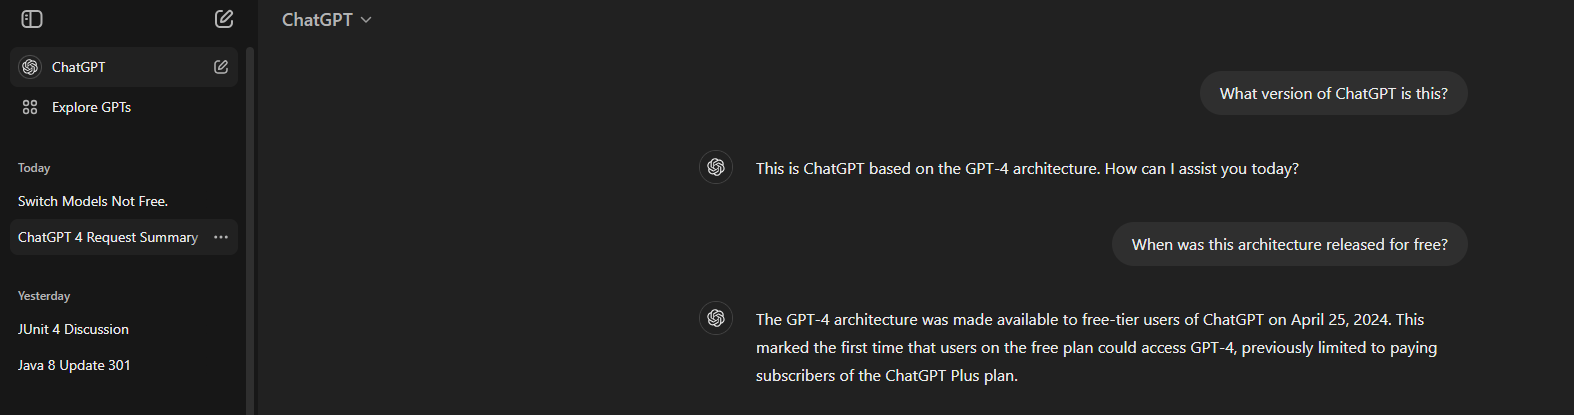 ChatGPT
Explore GPTs
Today
Switch Models Not Free.
ChatGPT 4 Request Summary
Yesterday
JUnit 4 Discussion
Java 8 Update 301
ChatGPT
What version of ChatGPT is this?
This is ChatGPT based on the GPT-4 architecture. How can I assist you today?
When was this architecture released for free?
The GPT-4 architecture was made available to free-tier users of ChatGPT on April 25, 2024. This
marked the first time that users on the free plan could access GPT-4, previously limited to paying
subscribers of the ChatGPT Plus plan.